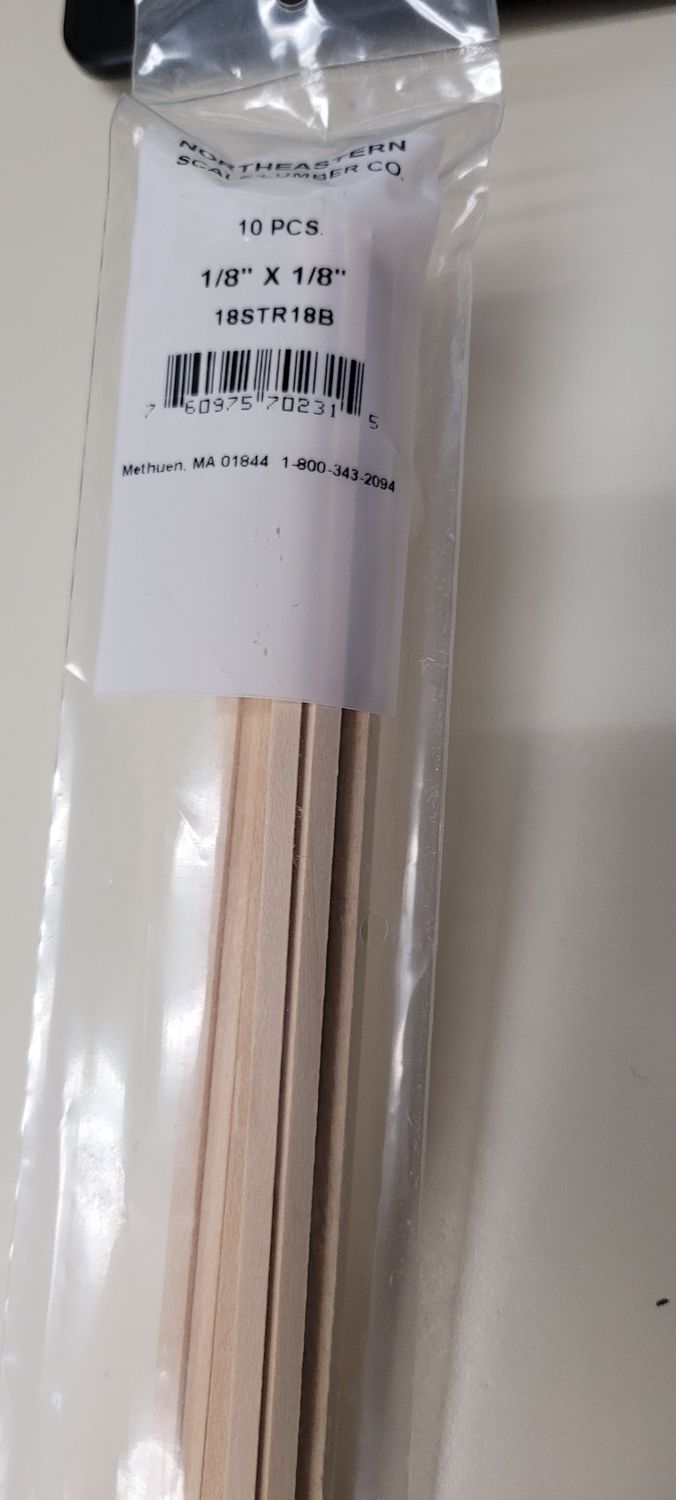 NORTHEASTERN
SCALE LUMBER CO.
10 PCS.
1/8" X 1/8"
18STR18B
7 60975 70231 5
Methuen, MA 01844 1-800-343-2094